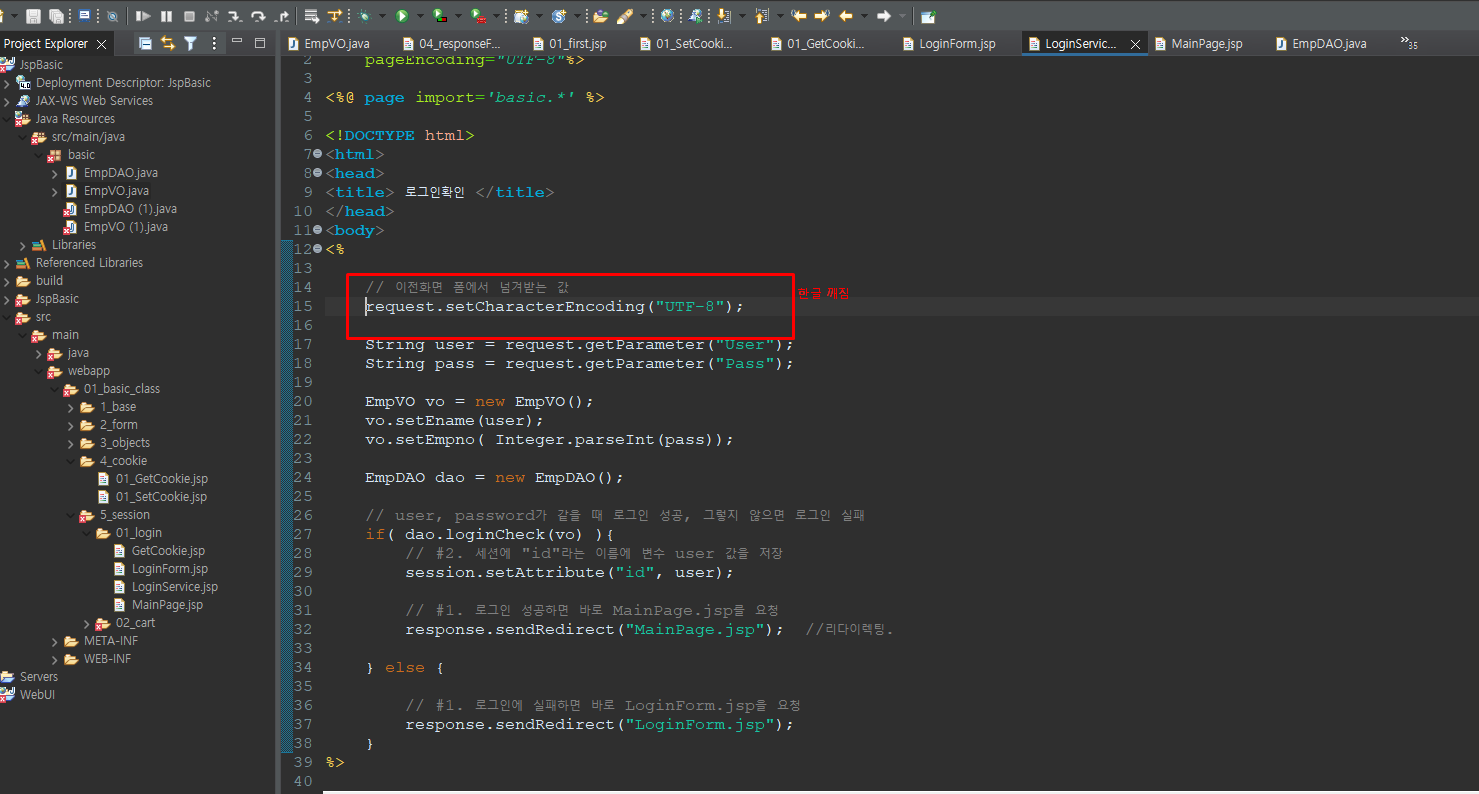 Project Explorer
JspBasic
Deployment Descriptor: JspBasic
JAX-WS Web Services
Java Resources
src/main/java
basic
EmpDAO.java
EmpVO.java
EmpDAO (1).java
EmpVO (1).java
Libraries
Referenced Libraries
build
JspBasic
src
main
java
webapp
01_basic_class
1_base
2_form
3_objects
4_cookie
01_GetCookie.jsp
01_SetCookie.jsp
5_session
01_login
GetCookie.jsp
LoginForm.jsp
LoginService.jsp
MainPage.jsp
02_cart
META-INF
WEB-INF
Servers
WebUI
EmpVO.java 04_responseF... 01_first.jsp 01_SetCooki... 01_GetCooki... LoginForm.jsp LoginServic... MainPage.jsp EmpDAO.java »35
2 pageEncoding="UTF-8"%>
3
4 <%@ page import='basic.*' %>
5
6 <!DOCTYPE html>
7 <html>
8 <head>
9 <title> 로그인확인 </title>
10 </head>
11 <body>
12 <%
13
14 // 이전화면 폼에서 넘겨받는 값
한글 깨짐
15 request.setCharacterEncoding("UTF-8");
16
17 String user = request.getParameter("User");
18 String pass = request.getParameter("Pass");
19
20 EmpVO vo = new EmpVO();
21 vo.setEname(user);
22 vo.setEmpno( Integer.parseInt(pass));
23
24 EmpDAO dao = new EmpDAO();
25
26 // user, password가 같을 때 로그인 성공, 그렇지 않으면 로그인 실패
27 if( dao.loginCheck(vo) ){
28 // #2. 세션에 "id"라는 이름에 변수 user 값을 저장
29 session.setAttribute("id", user);
30
31 // #1. 로그인 성공하면 바로 MainPage.jsp를 요청
32 response.sendRedirect("MainPage.jsp"); //리다이렉팅.
33
34 } else {
35
36 // #1. 로그인에 실패하면 바로 LoginForm.jsp을 요청
37 response.sendRedirect("LoginForm.jsp");
38 }
39 %>
40